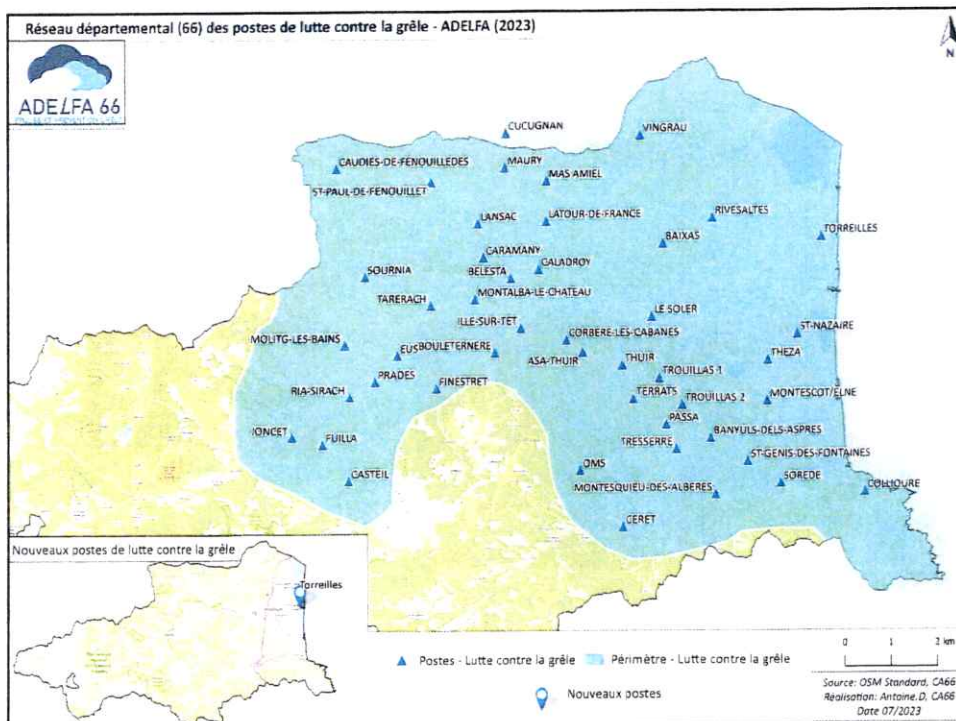 Réseau départemental (66) des postes de lutte contre la grêle - ADELFA (2023)
N
ADELFA 66
CUCUGNAN
VINGRAU
CAUDIES-DE-FENOUILLEDES
MAURY
MAS AMIEL
ST-PAUL-DE-FENOUILLET
LANSAC
LATOUR-DE-FRANCE
RIVESALTES
TORREILLES
BAIXAS
CARAMANY
CALADROY
BELESTA
SOURNIA
MONTALBA-LE-CHATEAU
TARERACH
LE SOLER
ILLE-SUR-TET
CORBERE-LES-CABANES
ST-NAZAIRE
MOLITG-LES-BAINS
EUS
BOULETERNERE
ASA-THUIR
THUIR
THEZA
PRADES
TROUILLAS 1
RIA-SIRACH
FINESTRET
TERRATS
TROUILLAS 2
MONTESCOT/ELNE
PASSA
JONCET
FUILLA
TRESSERRE
BANYULS-DELS-ASPRES
ST-GENIS-DES-FONTAINES
CASTEIL
OMS
MONTESQUIEU-DES-ALBERES
SOREDE
COLLIOURE
CERET
Nouveaux postes de lutte contre la grêle
Torreilles
0 1 2 km
Postes - Lutte contre la grêle
Périmètre - Lutte contre la grêle
Nouveaux postes
Source: OSM Standard, CA66
Réalisation: Antoine.D, CA66
Date 07/2023